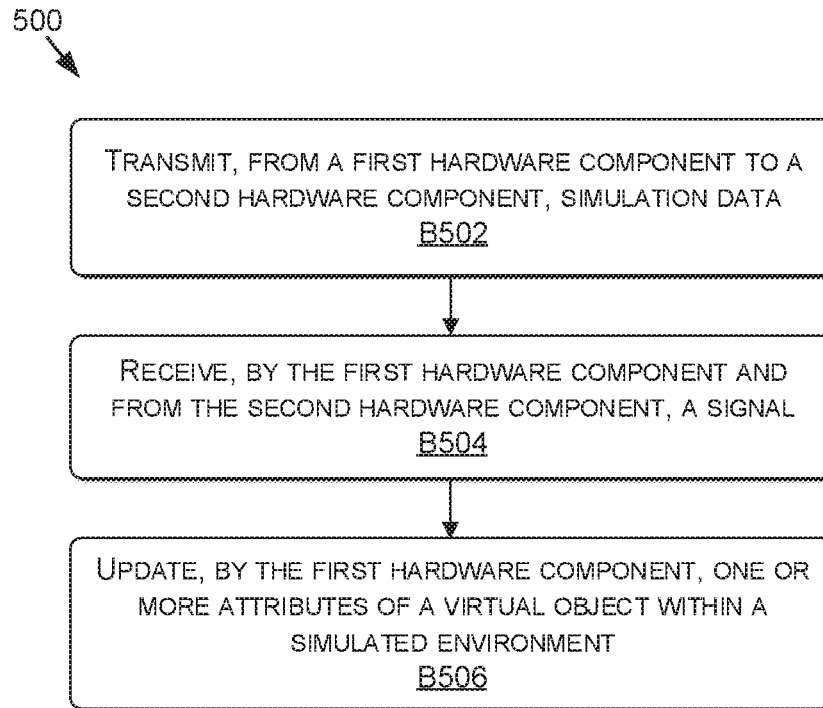 500
TRANSMIT, FROM A FIRST HARDWARE COMPONENT TO A
SECOND HARDWARE COMPONENT, SIMULATION DATA
B502
RECEIVE, BY THE FIRST HARDWARE COMPONENT AND
FROM THE SECOND HARDWARE COMPONENT, A SIGNAL
B504
UPDATE, BY THE FIRST HARDWARE COMPONENT, ONE OR
MORE ATTRIBUTES OF A VIRTUAL OBJECT WITHIN A
SIMULATED ENVIRONMENT
B506